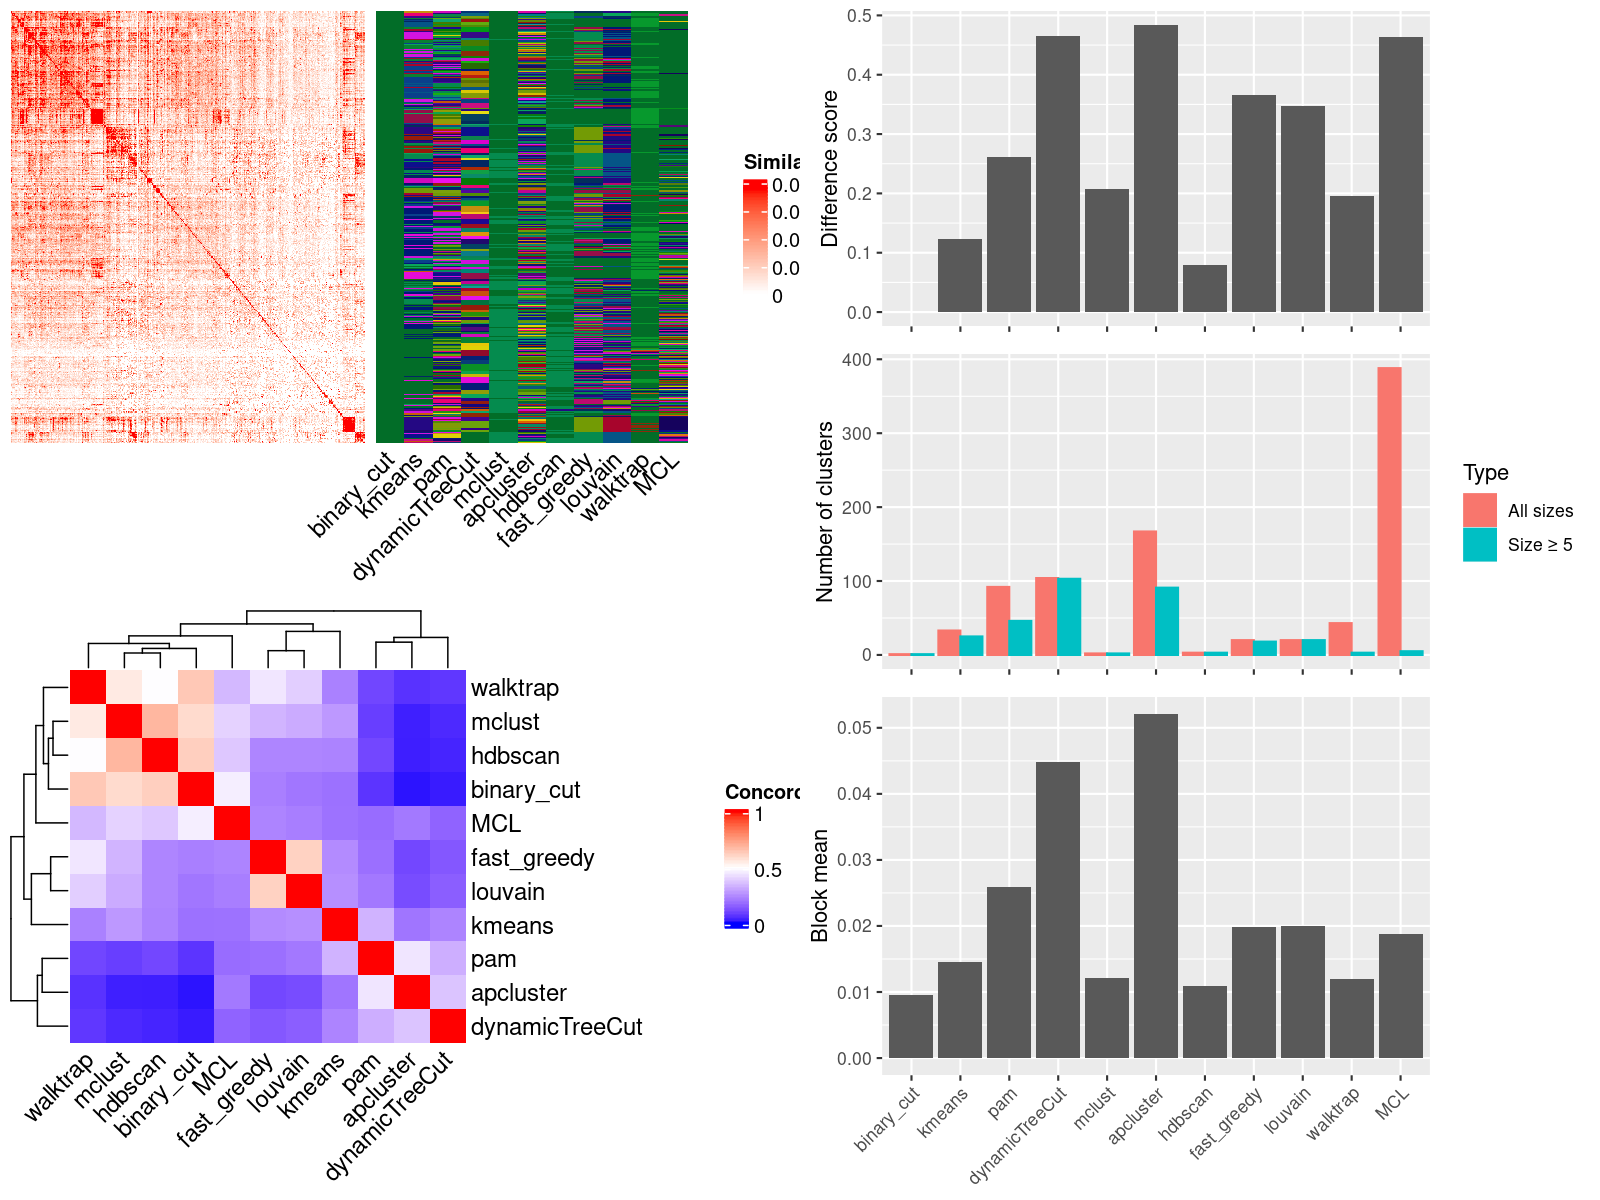 Simila
0.0
0.0
0.0
0.0
0
binary_cut
kmeans
pam
dynamicTreeCut
mclust
apcluster
hdbscan
fast_greedy
louvain
walktrap
MCL
walktrap
mclust
hdbscan
binary_cut
MCL
fast_greedy
louvain
kmeans
pam
apcluster
dynamicTreeCut
walktrap
mclust
hdbscan
binary_cut
MCL
fast_greedy
louvain
kmeans
pam
apcluster
dynamicTreeCut
Concord
1
0.5
0
Difference score
0.5
0.4
0.3
0.2
0.1
0.0
Number of clusters
400
300
200
100
0
Type
All sizes
Size ≥ 5
Block mean
0.05
0.04
0.03
0.02
0.01
0.00
binary_cut
kmeans
pam
dynamicTreeCut
mclust
apcluster
hdbscan
fast_greedy
louvain
walktrap
MCL